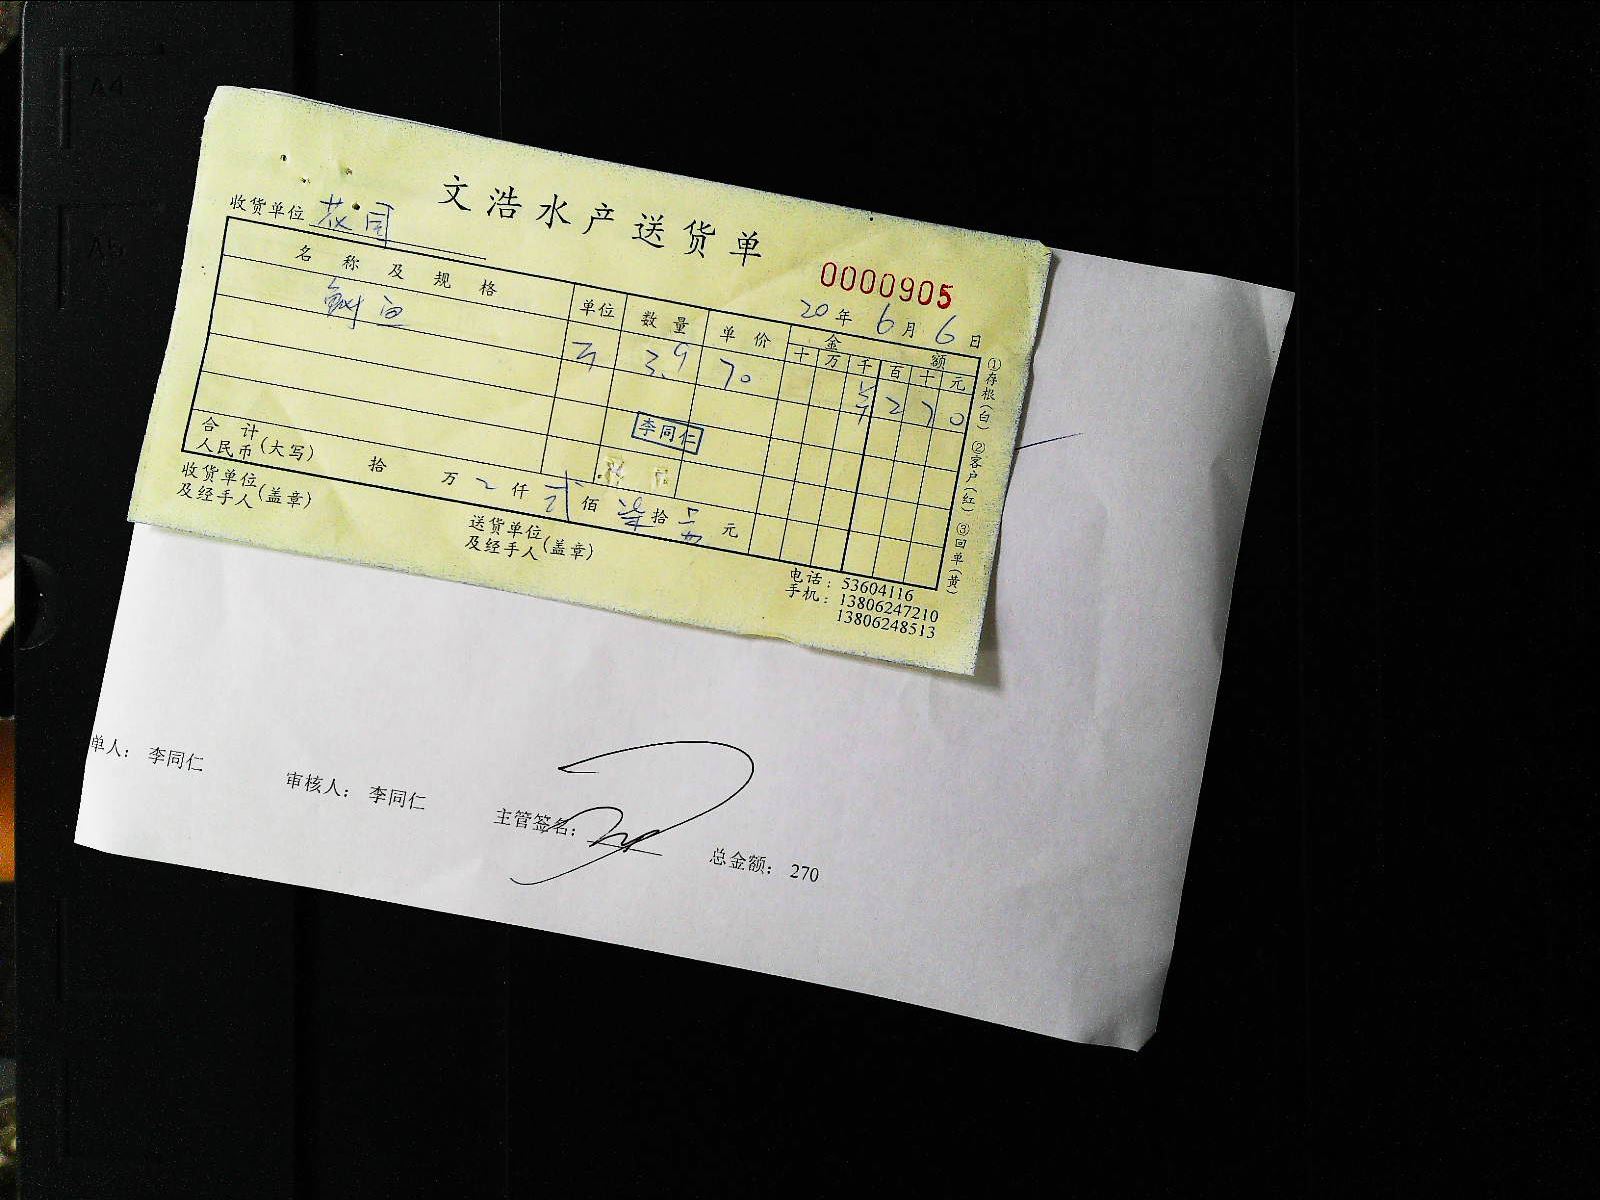 A4
A5
文浩水产送货单
收货单位 花园
0000905
20年6月6日
名称及规格 单位 数量 单价 金额
十 万 千 百 十 元
鱼 斤 3.9 70 ¥ 2 7 0
李同仁
合计
人民币(大写) 拾 万 仟 弍 佰 柒 拾 元
收货单位
及经手人(盖章)
送货单位
及经手人(盖章)
①存根(白) ②客户(红) ③回单(黄)
电话:53604116
手机:13806247210
13806248513
单人: 李同仁
审核人: 李同仁
主管签名:
总金额: 270